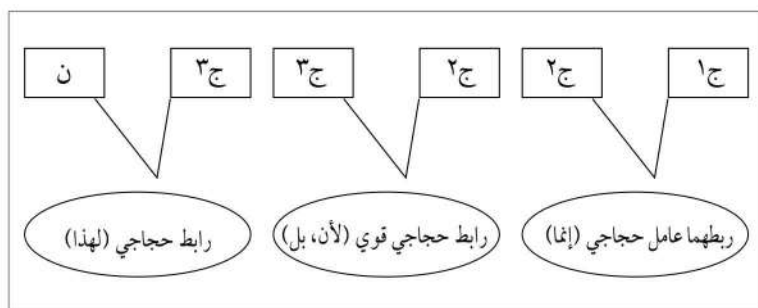 ج١
ج٢
ج٢
ج٣
ج٣
ن
ربطهما عامل حجاجي (إنما)
رابط حجاجي قوي (لأن، بل)
رابط حجاجي (لهذا)